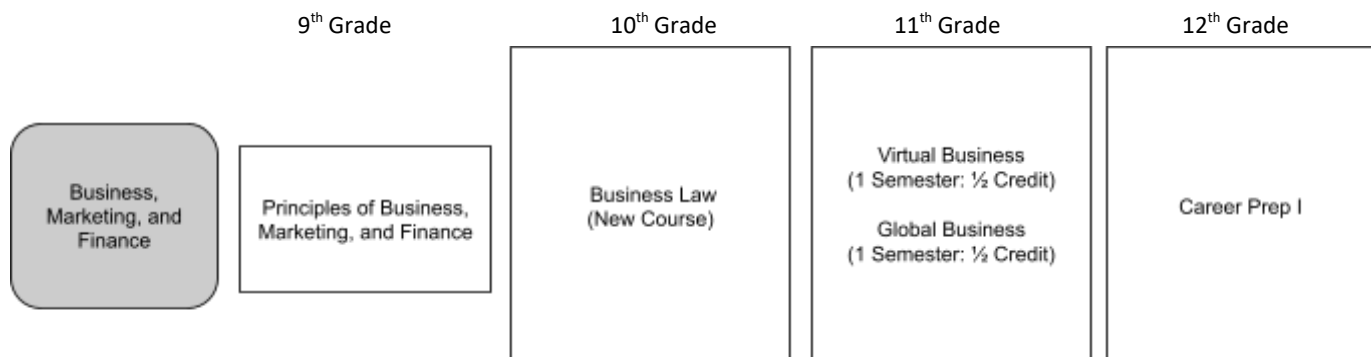 9th Grade
10th Grade
11th Grade
12th Grade
Business,
Marketing, and
Finance
Principles of Business,
Marketing, and Finance
Business Law
(New Course)
Virtual Business
(1 Semester: ½ Credit)
Global Business
(1 Semester: ½ Credit)
Career Prep I